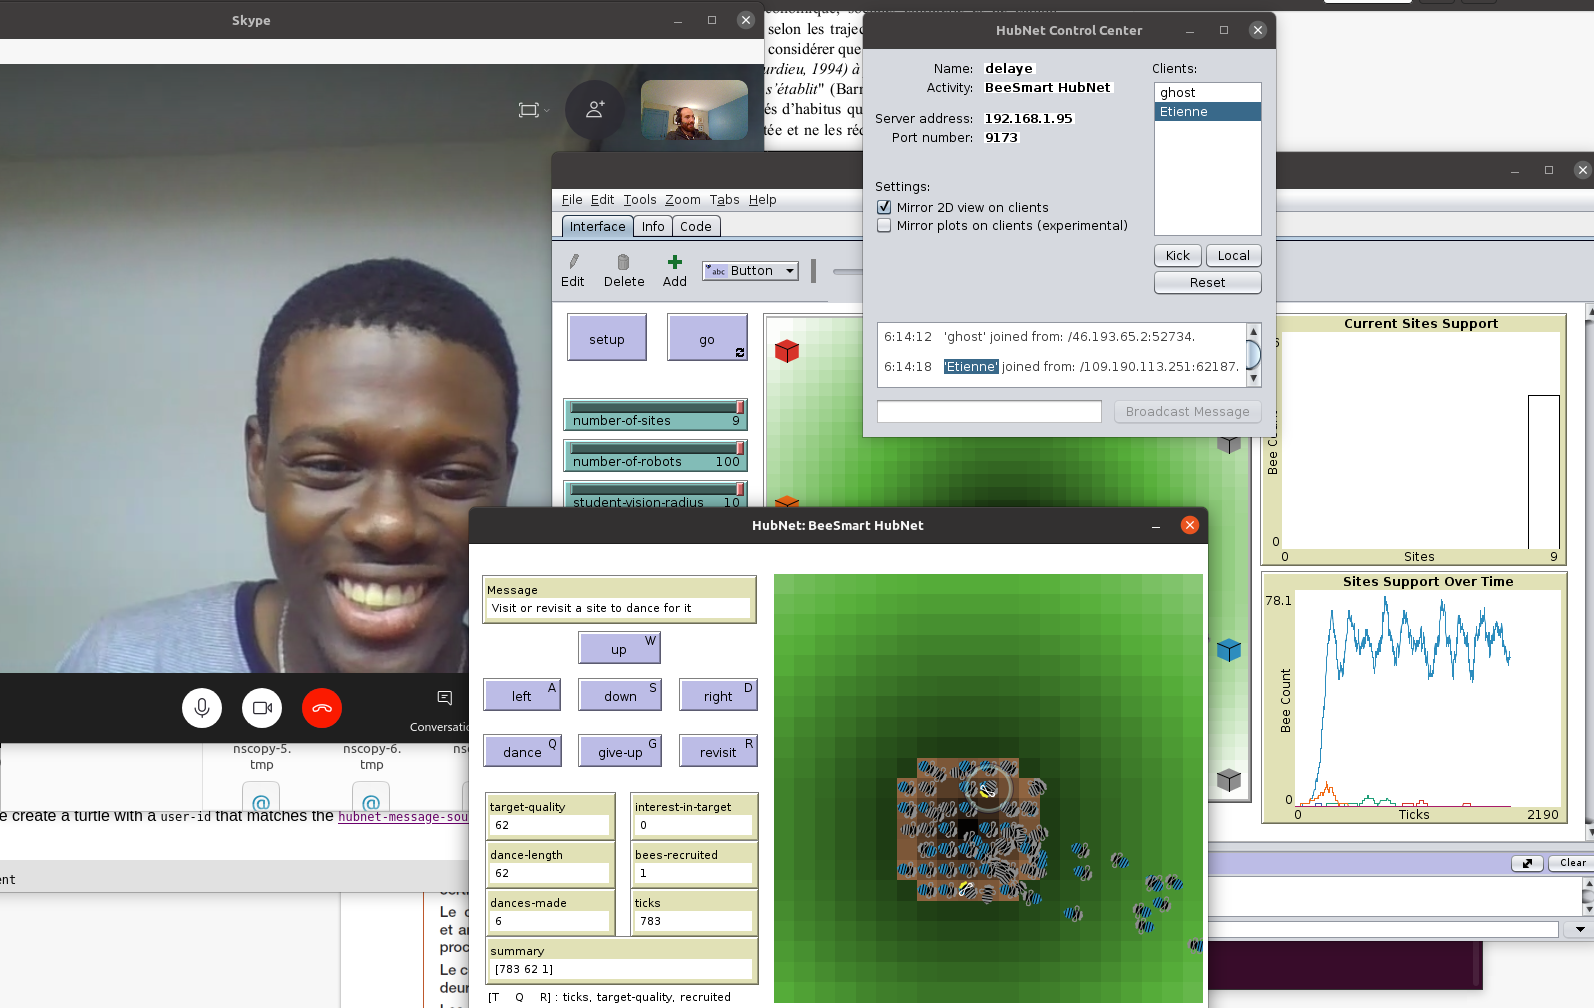 Skype
selon les traje
considérer que
urdieu, 1994) à
s'établit" (Barr
és d'habitus qu
tée et ne les réc
HubNet Control Center
Name: delaye
Activity: BeeSmart HubNet
Server address: 192.168.1.95
Port number: 9173
Clients:
ghost
Etienne
Settings:
Mirror 2D view on clients
Mirror plots on clients (experimental)
Kick
Local
Reset
6:14:12 'ghost' joined from: /46.193.65.2:52734.
6:14:18 'Etienne' joined from: /109.190.113.251:62187.
Broadcast Message
File Edit Tools Zoom Tabs Help
Interface Info Code
Edit Delete Add abc Button
setup
go
number-of-sites 9
number-of-robots 100
student-vision-radius 10
Current Sites Support
Bee C
0
0 Sites 9
Sites Support Over Time
78.1
Bee Count
0
0 Ticks 2190
Clear
HubNet: BeeSmart HubNet
Message
Visit or revisit a site to dance for it
up W
left A
down S
right D
dance Q
give-up G
revisit R
target-quality
62
interest-in-target
0
dance-length
62
bees-recruited
1
dances-made
6
ticks
783
summary
[783 62 1]
[T Q R] : ticks, target-quality, recruited
Conversatio
nscopy-5.
tmp
nscopy-6.
tmp
ns
e create a turtle with a user-id that matches the hubnet-message-sou
ent
Le c
et ar
proc
Le c
deur